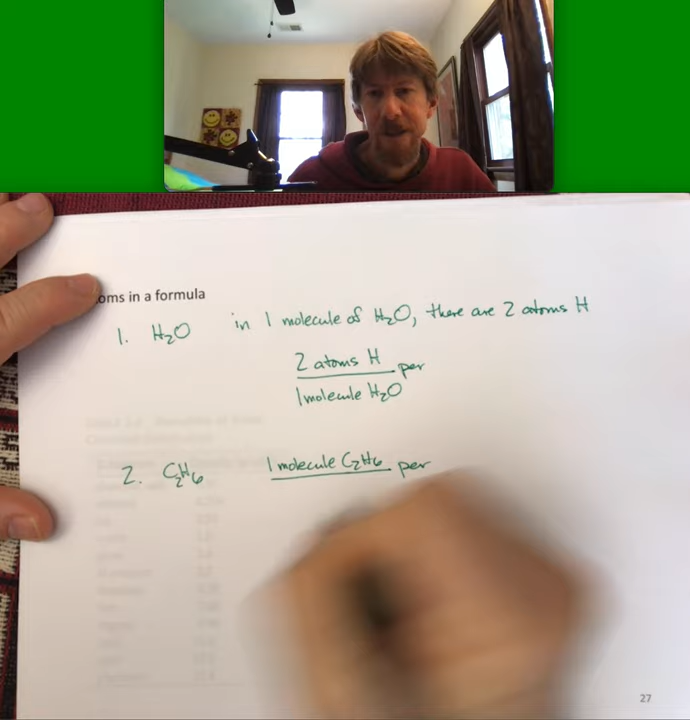 oms in a formula
1. H₂O in 1 molecule of H₂O, there are 2 atoms H
2 atoms H per
1 molecule H₂O
2. C₂H₆ 1 molecule C₂H₆ per
27